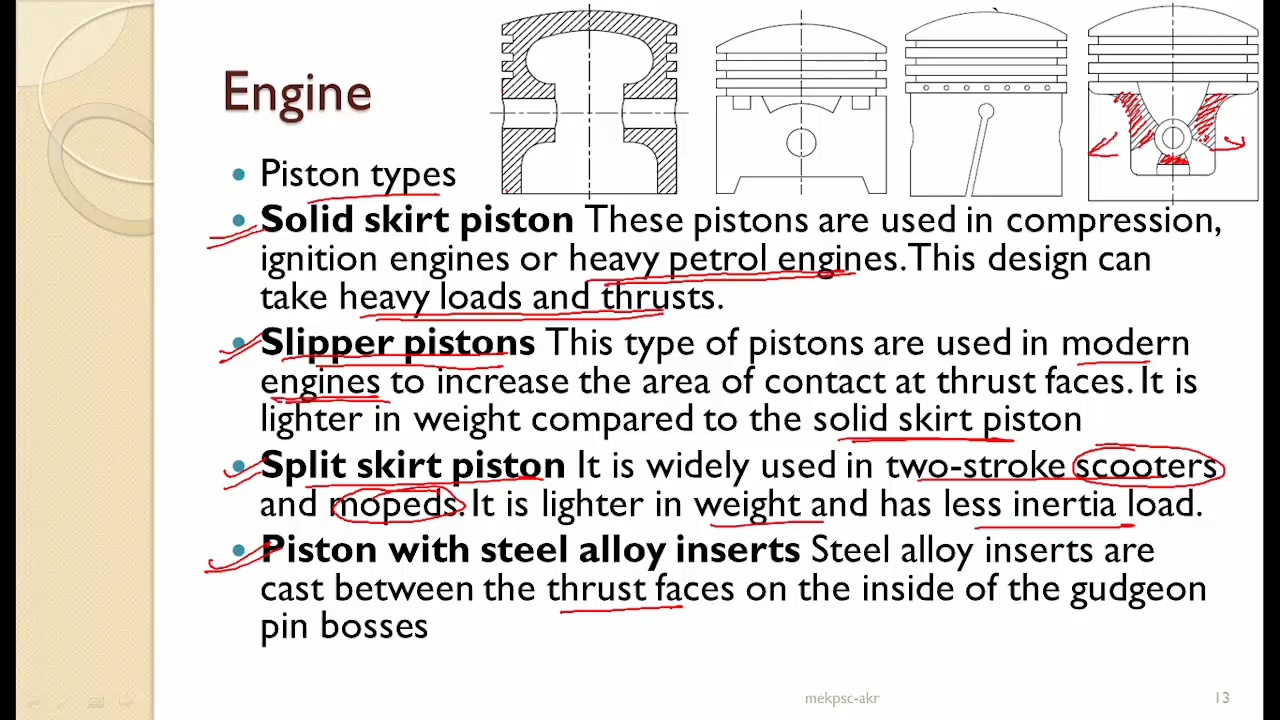 Engine
Piston types
Solid skirt piston These pistons are used in compression,
ignition engines or heavy petrol engines. This design can
take heavy loads and thrusts.
Slipper pistons This type of pistons are used in modern
engines to increase the area of contact at thrust faces. It is
lighter in weight compared to the solid skirt piston
Split skirt piston It is widely used in two-stroke scooters
and mopeds. It is lighter in weight and has less inertia load.
Piston with steel alloy inserts Steel alloy inserts are
cast between the thrust faces on the inside of the gudgeon
pin bosses
mekpsc-akr
13